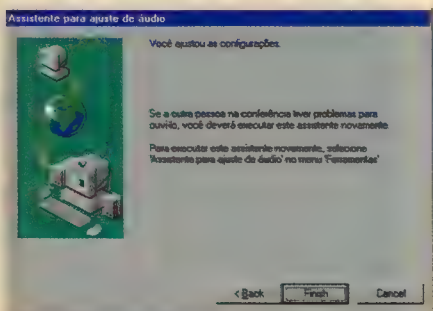 Assistente para ajuste de áudio
Você ajustou as configurações.
Se a outra pessoa na conferência tiver problemas para
ouvi-lo, você deverá executar este assistente novamente.
Para executar este assistente novamente, selecione
'Assistente para ajuste de áudio' no menu 'Ferramentas'
< Back
Finish
Cancel